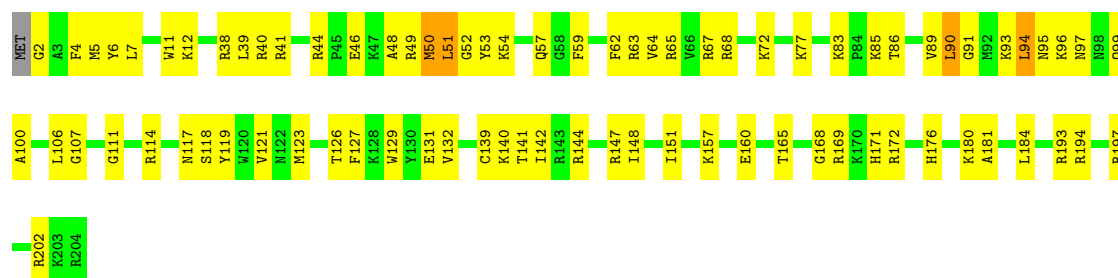 MET G2 A3 F4 M5 Y6 L7 W11 K12 R38 L39 R40 R41 R44 P45 E46 K47 A48 R49 M50 L51 G52 Y53 K54 Q57 G58 F59 F62 R63 V64 R65 V66 R67 R68 K72 K77 K83 P84 K85 T86 V89 L90 G91 M92 K93 L94 N95 K96 N97 N98 Q99
A100 L106 G107 G111 R114 N117 S118 Y119 W120 V121 N122 M123 T126 F127 K128 W129 Y130 E131 V132 C139 K140 T141 I142 R143 R144 R147 I148 I151 K157 E160 T165 G168 R169 K170 H171 R172 H176 K180 A181 L184 R193 R194
R202 K203 R204